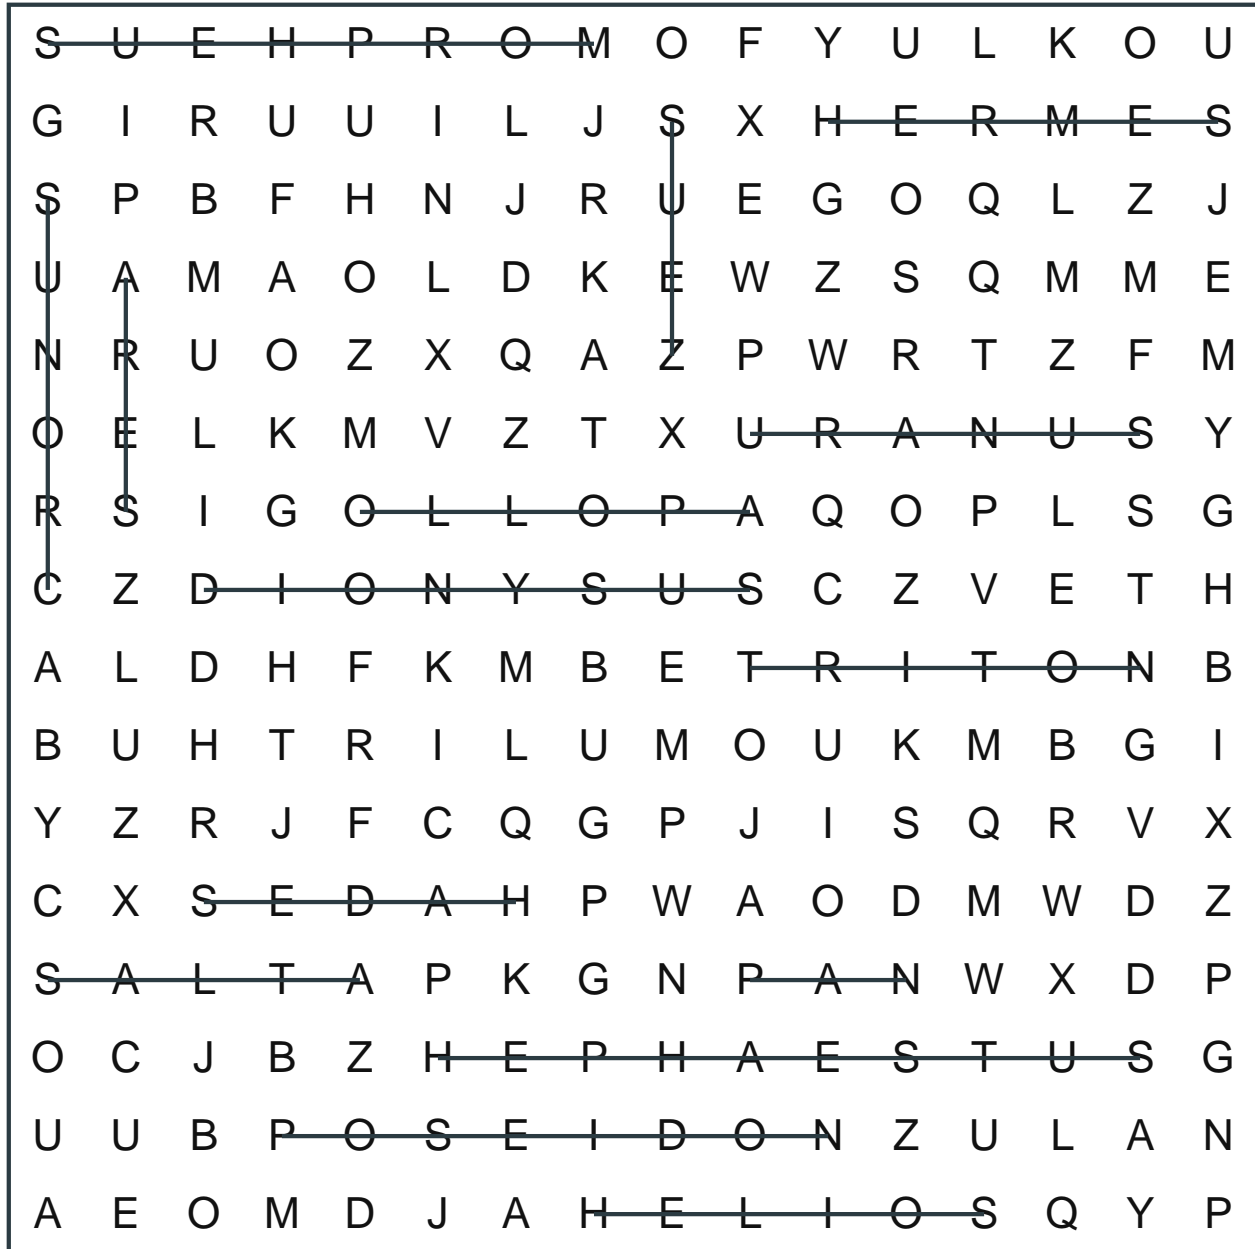 S U E H P R O M O F Y U L K O U
G I R U U I L J S X H E R M E S
S P B F H N J R U E G O Q L Z J
U A M A O L D K E W Z S Q M M E
N R U O Z X Q A Z P W R T Z F M
O E L K M V Z T X U R A N U S Y
R S I G O L L O P A Q O P L S G
C Z D I O N Y S U S C Z V E T H
A L D H F K M B E T R I T O N B
B U H T R I L U M O U K M B G I
Y Z R J F C Q G P J I S Q R V X
C X S E D A H P W A O D M W D Z
S A L T A P K G N P A N W X D P
O C J B Z H E P H A E S T U S G
U U B P O S E I D O N Z U L A N
A E O M D J A H E L I O S Q Y P